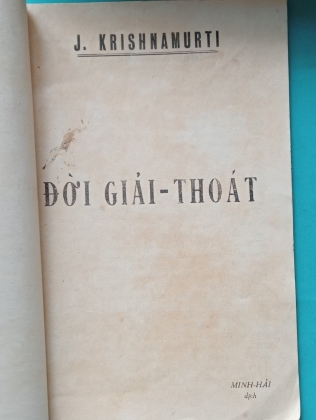 J. KRISHNAMURTI
ĐỜI GIẢI-THOÁT
MINH-HẢI
dịch